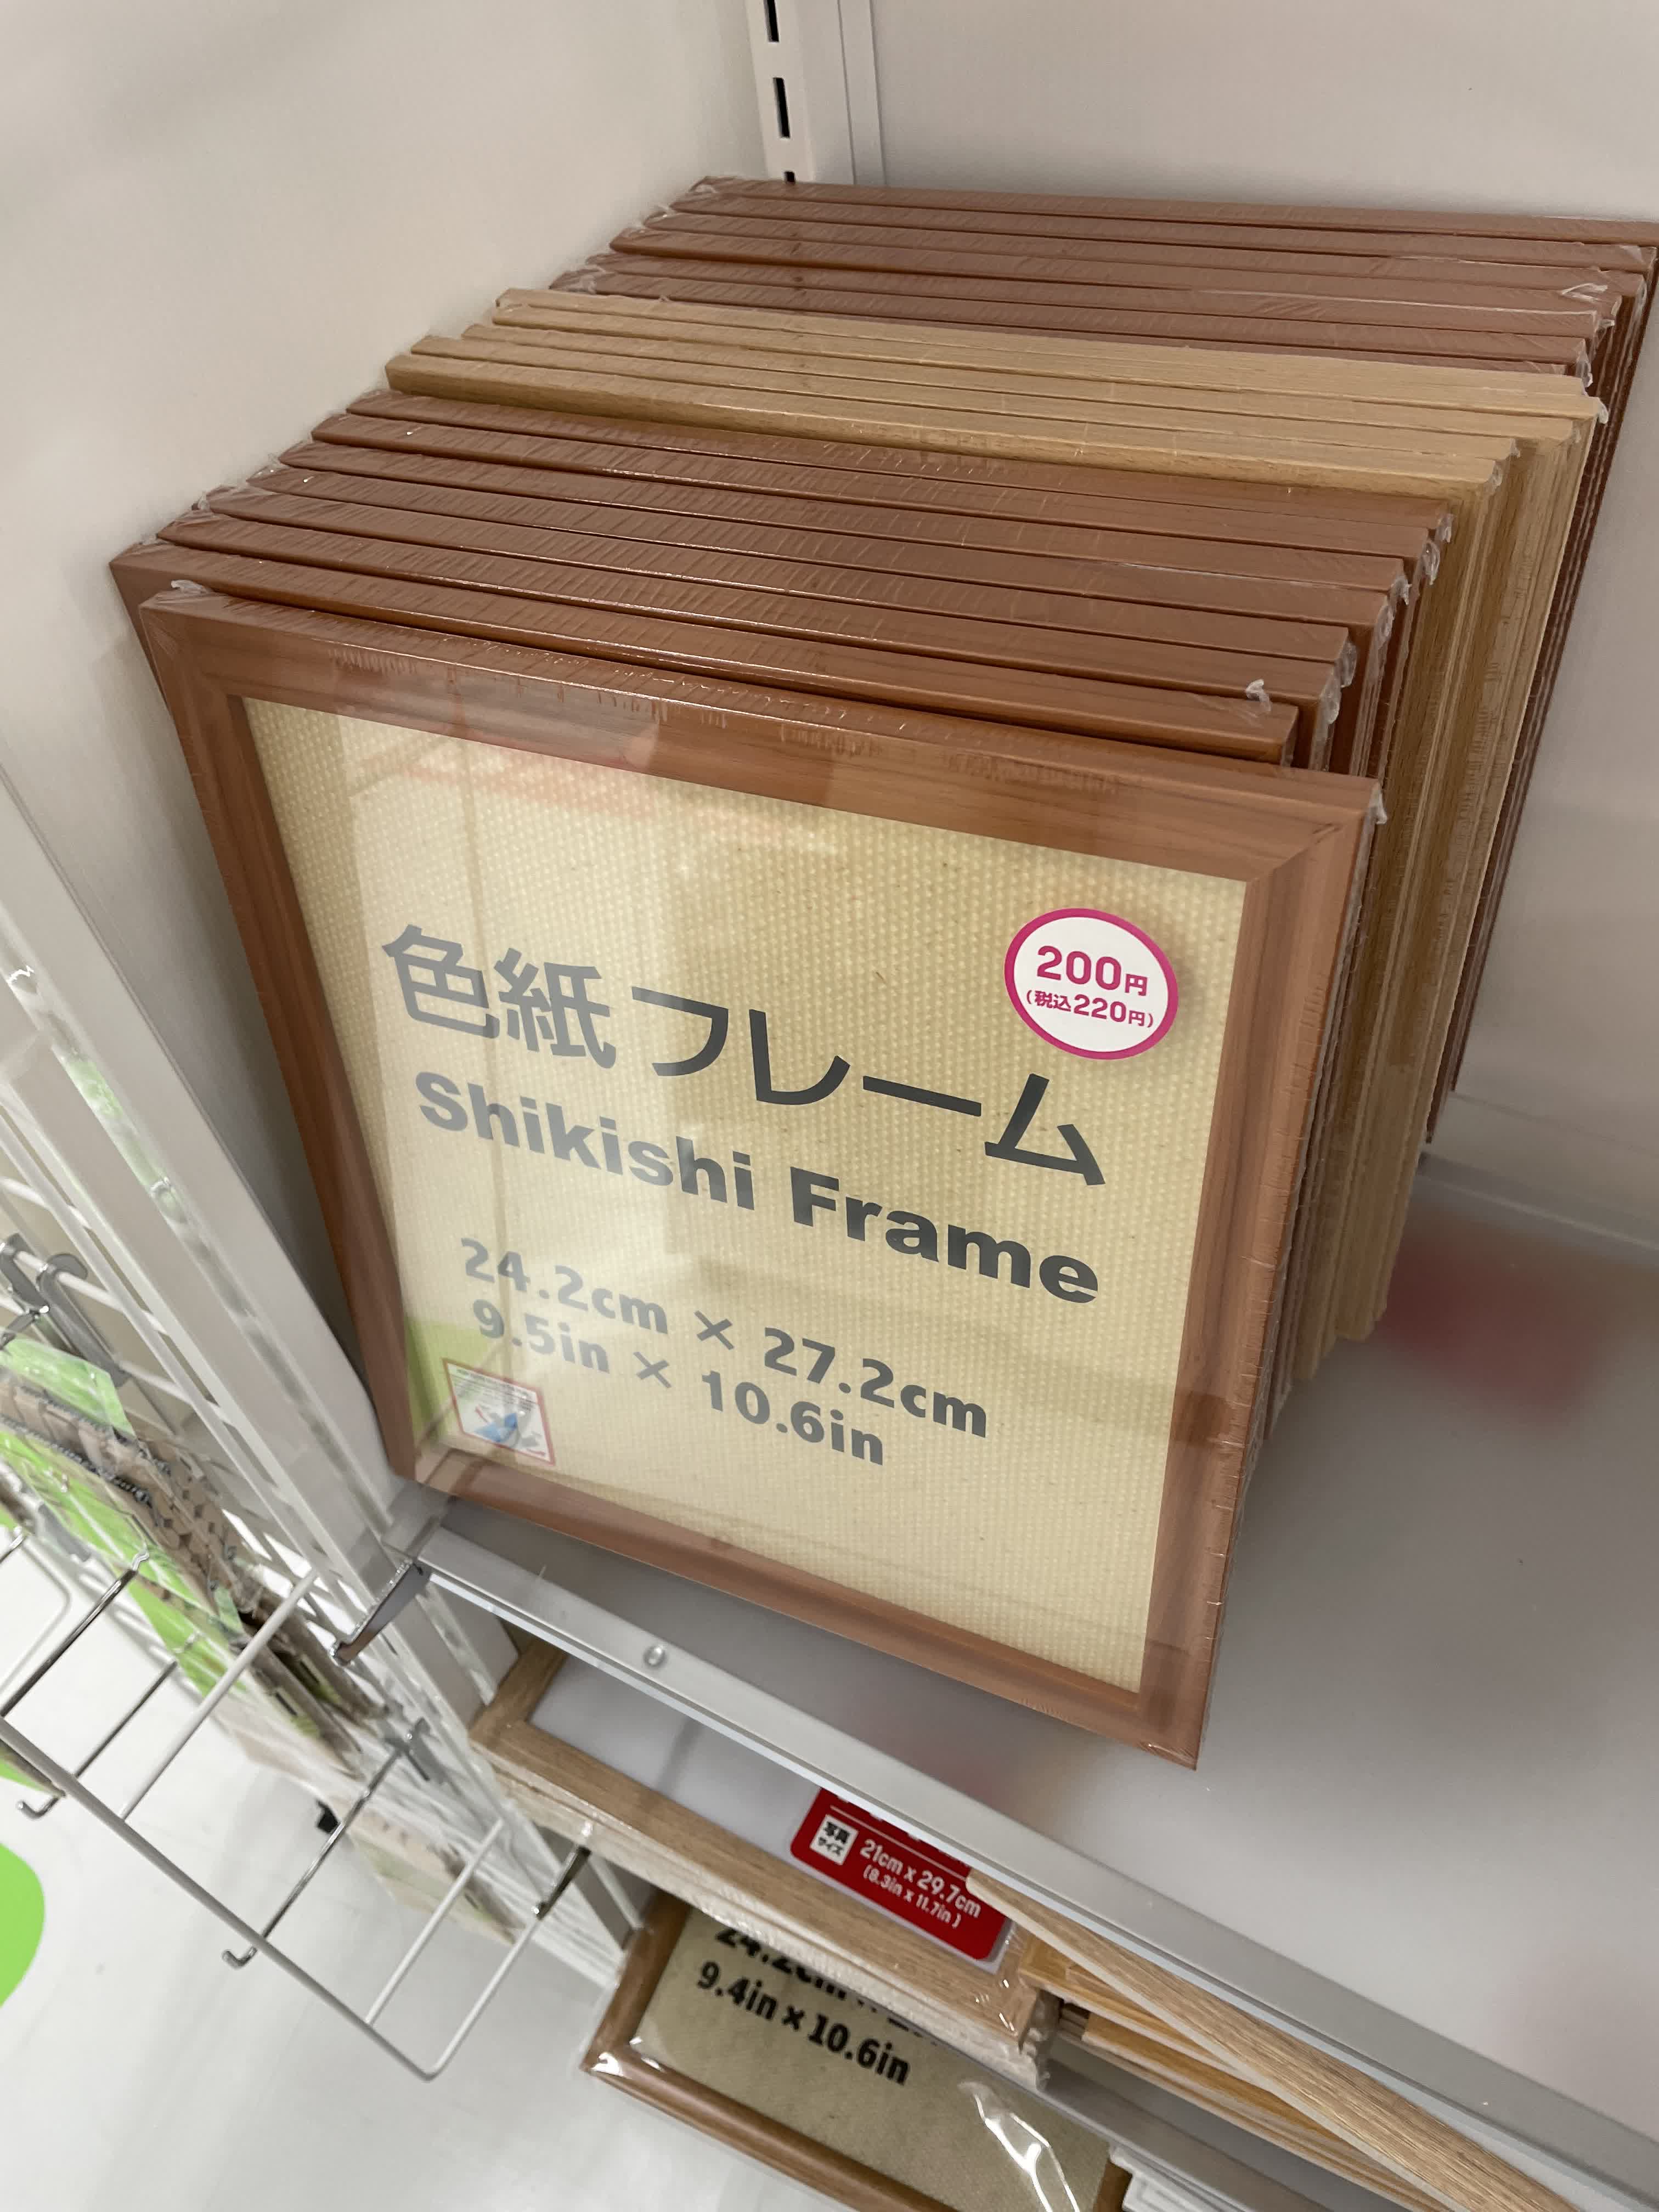 200円
(税込220円)
色紙フレーム
Shikishi Frame
24.2cm × 27.2cm
9.5in × 10.6in
写真
サイズ
21cm x 29.7cm
(8.3in x 11.7in)
24.2cm
9.4in × 10.6in